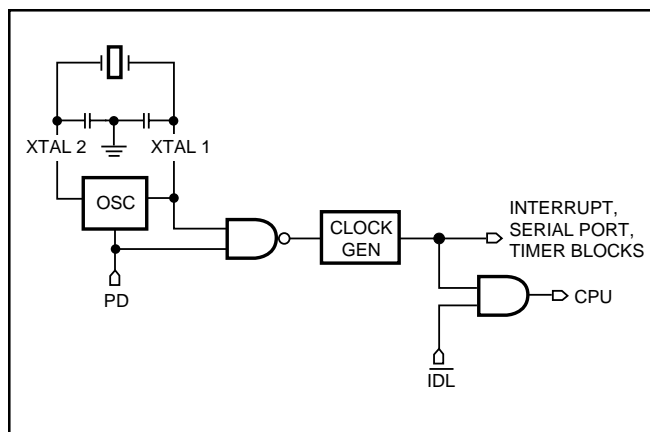 XTAL 2
XTAL 1
OSC
INTERRUPT,
SERIAL PORT,
TIMER BLOCKS
CLOCK
GEN
CPU
PD
IDL